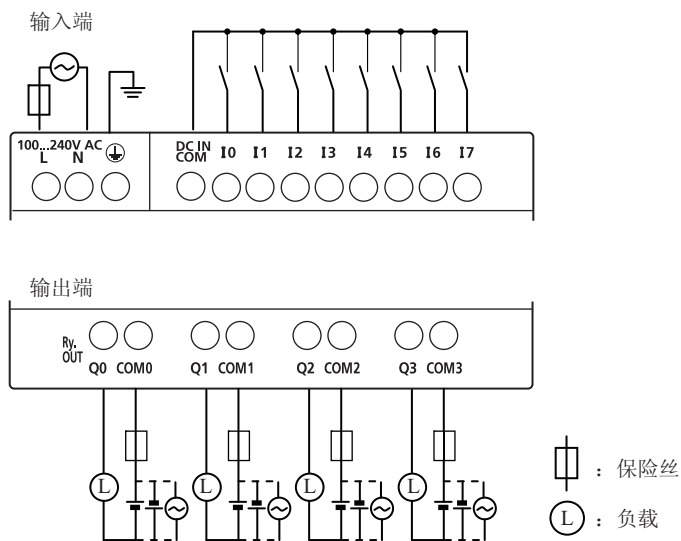 输入端
100...240V AC
L N
DC IN
COM I0 I1 I2 I3 I4 I5 I6 I7
输出端
Ry.
OUT
Q0 COM0 Q1 COM1 Q2 COM2 Q3 COM3
L L L L
：保险丝
L ：负载